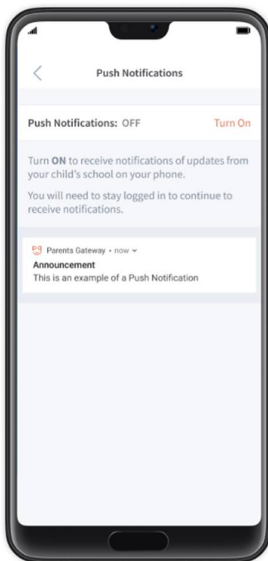 Push Notifications
Push Notifications: OFF Turn On
Turn ON to receive notifications of updates from
your child's school on your phone.
You will need to stay logged in to continue to
receive notifications.
Parents Gateway • now
Announcement
This is an example of a Push Notification